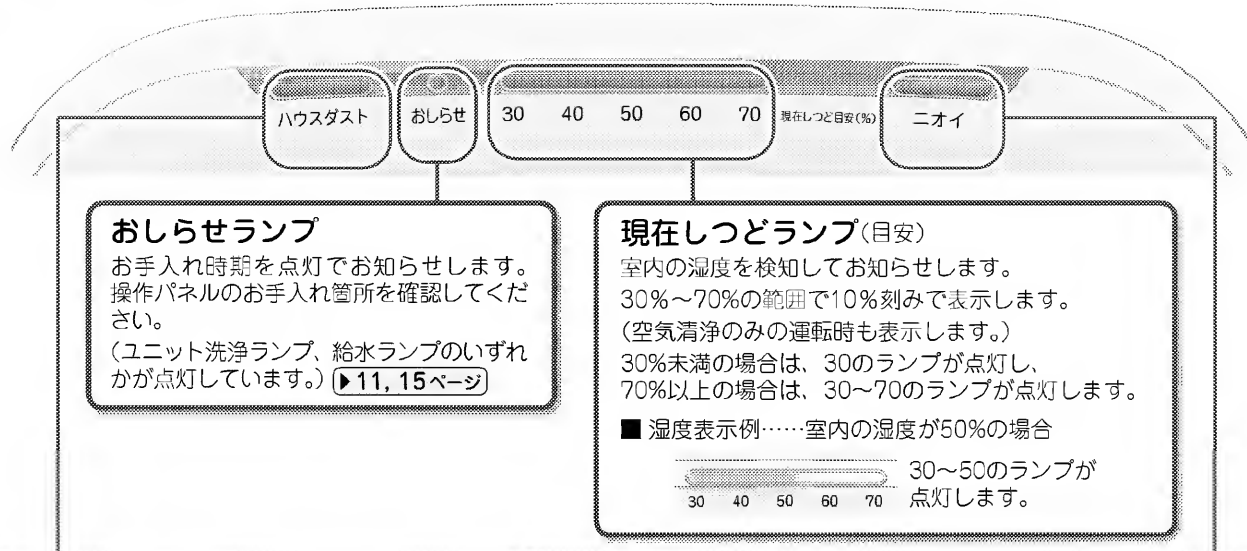 ハウスダスト おしらせ 30 40 50 60 70 現在しつど目安(%) ニオイ
おしらせランプ
お手入れ時期を点灯でお知らせします。
操作パネルのお手入れ箇所を確認してくだ
さい。
(ユニット洗浄ランプ、給水ランプのいずれ
かが点灯しています。) ▶11, 15ページ
現在しつどランプ(目安)
室内の湿度を検知してお知らせします。
30%~70%の範囲で10%刻みで表示します。
(空気清浄のみの運転時も表示します。)
30%未満の場合は、30のランプが点灯し、
70%以上の場合は、30~70のランプが点灯します。
■ 湿度表示例……室内の湿度が50%の場合
30~50のランプが
点灯します。
30 40 50 60 70